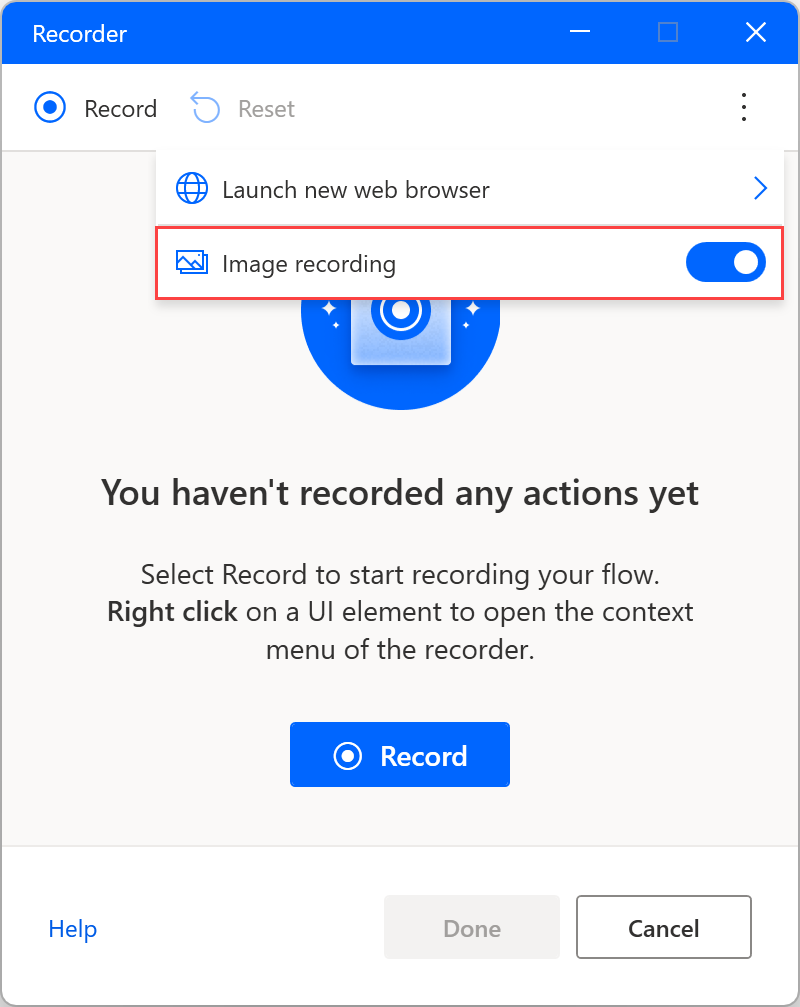 Recorder
Record Reset
Launch new web browser
Image recording
You haven't recorded any actions yet
Select Record to start recording your flow.
Right click on a UI element to open the context
menu of the recorder.
Record
Help Done Cancel